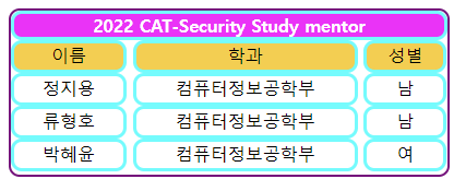 2022 CAT-Security Study mentor
이름 학과 성별
정지용 컴퓨터정보공학부 남
류형호 컴퓨터정보공학부 남
박혜윤 컴퓨터정보공학부 여